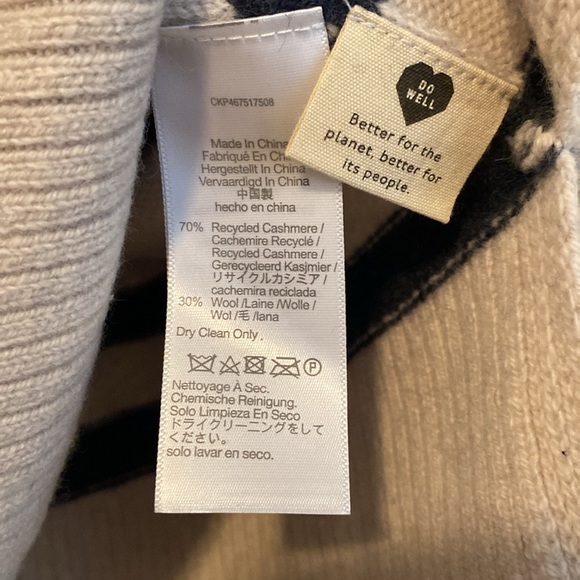 CKP467517508
Made In China
Fabriqué En Chi
Hergestellt In China
Vervaardigd In China
中国製
hecho en china
70% Recycled Cashmere /
Cachemire Recyclé /
Recycled Cashmere /
Gerecycleerd Kasjmier /
リサイクルカシミア /
cachemira reciclada
30% Wool /Laine /Wolle /
Wol /毛 /lana
Dry Clean Only .
P
Nettoyage À Sec.
Chemische Reinigung.
Solo Limpieza En Seco
ドライクリーニングをして
ください。
solo lavar en seco.
DO
WELL
Better for the
planet, better for
its people.